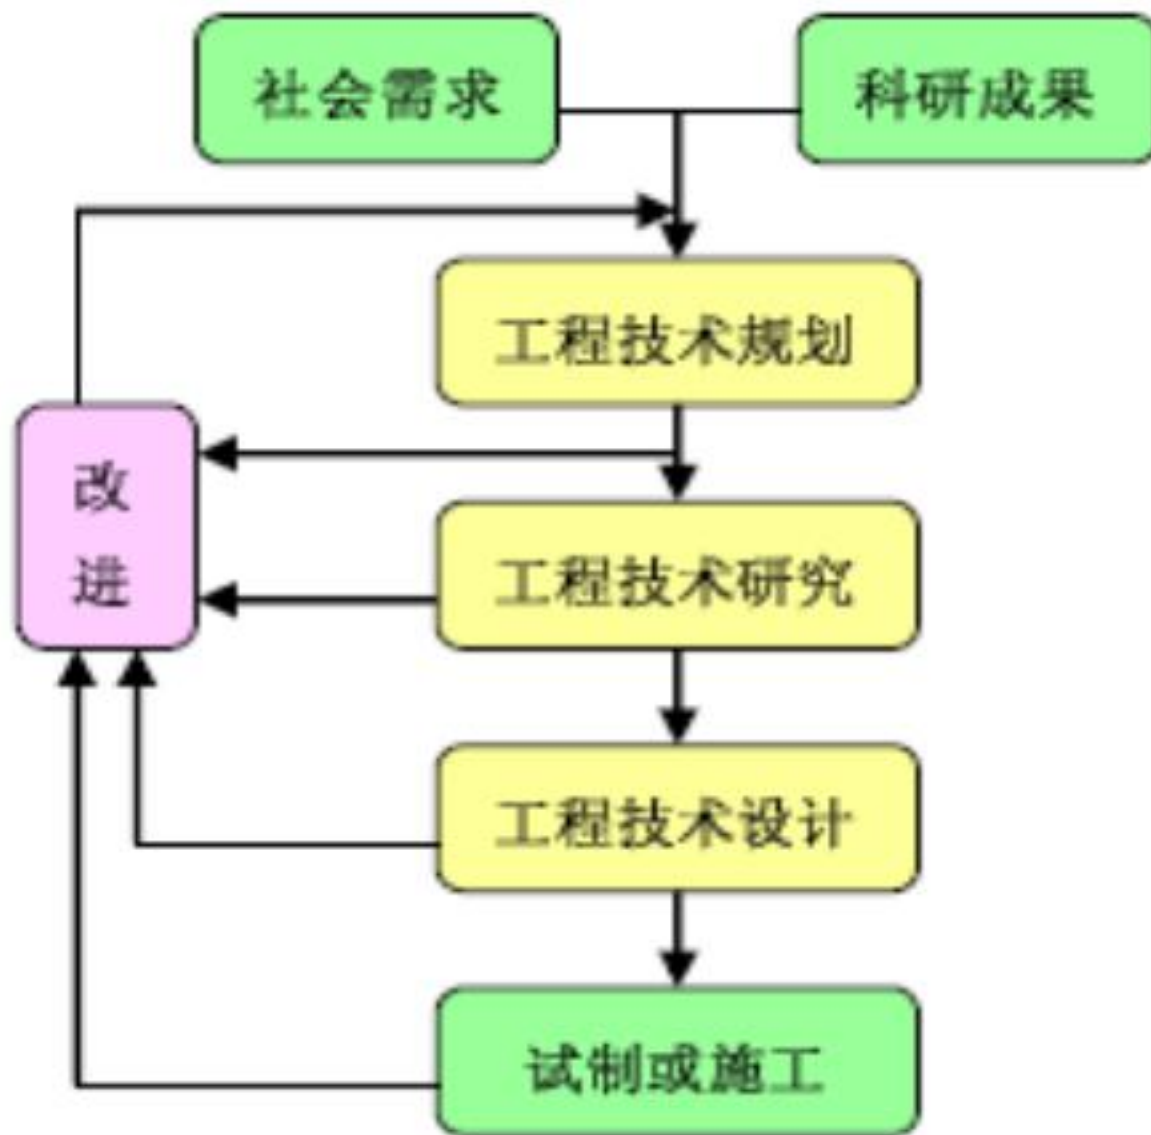 社会需求
科研成果
工程技术规划
改
进
工程技术研究
工程技术设计
试制或施工